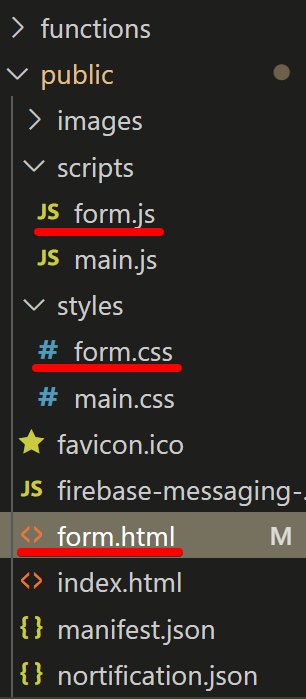 functions
public
images
scripts
JS form.js
JS main.js
styles
# form.css
# main.css
favicon.ico
JS firebase-messaging-..
<> form.html M
<> index.html
{} manifest.json
{} nortification.json